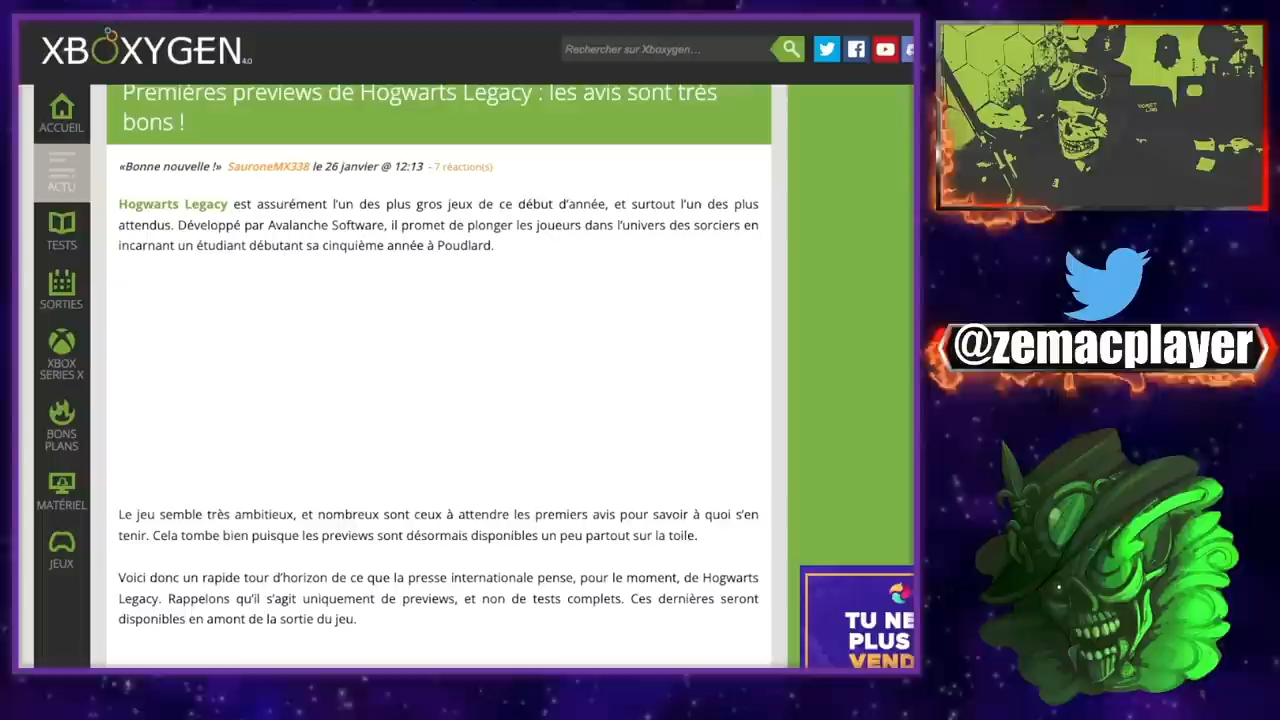 XBOXYGEN 4.0
Rechercher sur Xboxygen...
ACCUEIL
ACTU
TESTS
SORTIES
XBOX
SERIES X
BONS
PLANS
MATÉRIEL
JEUX
Premières previews de Hogwarts Legacy : les avis sont très
bons !
«Bonne nouvelle !» SauroneMX338 le 26 janvier @ 12:13 - 7 réaction(s)
Hogwarts Legacy est assurément l'un des plus gros jeux de ce début d'année, et surtout l'un des plus
attendus. Développé par Avalanche Software, il promet de plonger les joueurs dans l'univers des sorciers en
incarnant un étudiant débutant sa cinquième année à Poudlard.
Le jeu semble très ambitieux, et nombreux sont ceux à attendre les premiers avis pour savoir à quoi s'en
tenir. Cela tombe bien puisque les previews sont désormais disponibles un peu partout sur la toile.
Voici donc un rapide tour d'horizon de ce que la presse internationale pense, pour le moment, de Hogwarts
Legacy. Rappelons qu'il s'agit uniquement de previews, et non de tests complets. Ces dernières seront
disponibles en amont de la sortie du jeu.
TU NE
PLUS
VEND
@zemacplayer